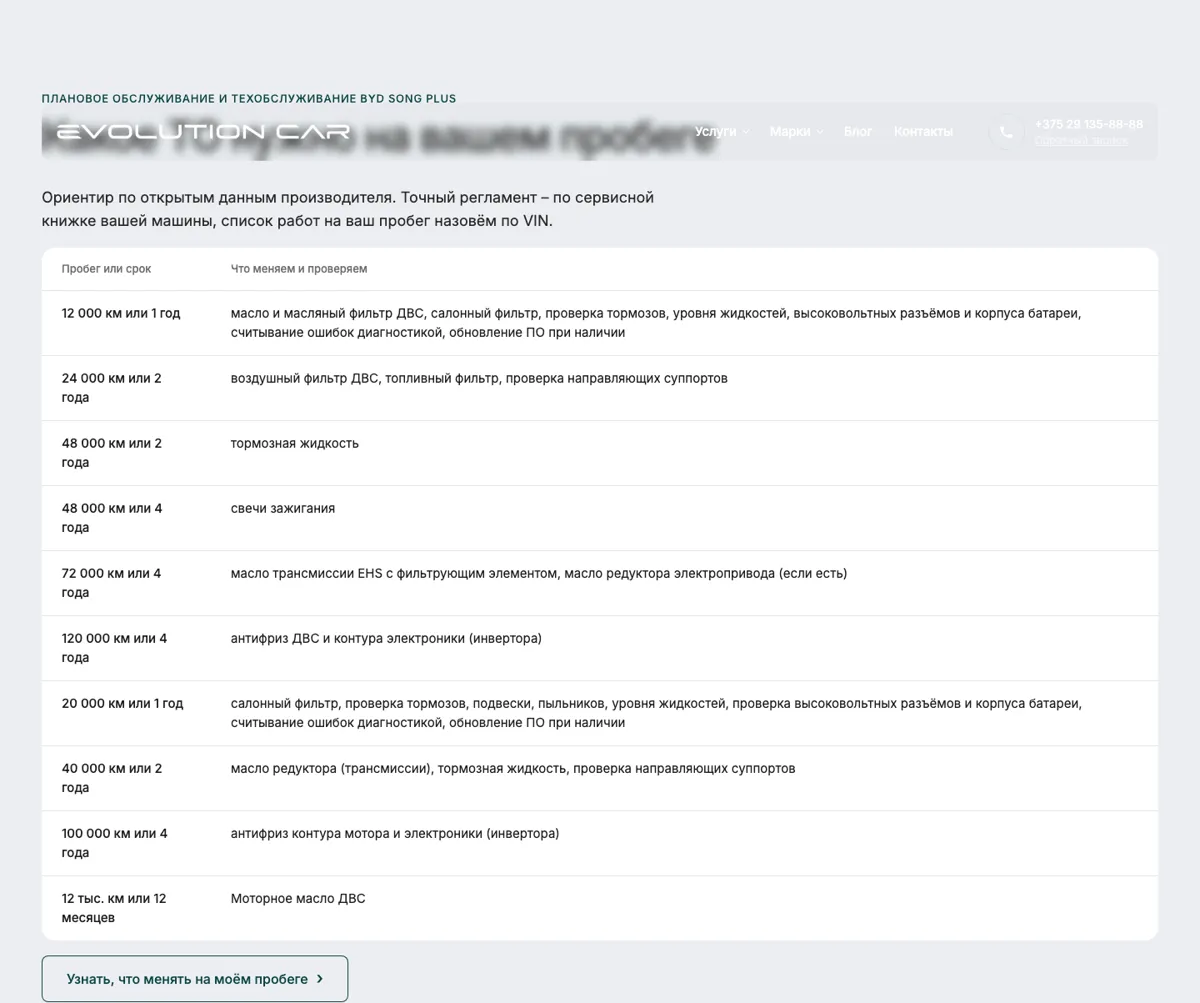 ПЛАНОВОЕ ОБСЛУЖИВАНИЕ И ТЕХОБСЛУЖИВАНИЕ BYD SONG PLUS
EVOLUTION CAR
Какое ТО нужно на вашем пробеге
Услуги
Марки
Блог
Контакты
+375 29 135-88-88
Обратный звонок
Ориентир по открытым данным производителя. Точный регламент – по сервисной
книжке вашей машины, список работ на ваш пробег назовём по VIN.
Пробег или срок
Что меняем и проверяем
12 000 км или 1 год
масло и масляный фильтр ДВС, салонный фильтр, проверка тормозов, уровня жидкостей, высоковольтных разъёмов и корпуса батареи,
считывание ошибок диагностикой, обновление ПО при наличии
24 000 км или 2
года
воздушный фильтр ДВС, топливный фильтр, проверка направляющих суппортов
48 000 км или 2
года
тормозная жидкость
48 000 км или 4
года
свечи зажигания
72 000 км или 4
года
масло трансмиссии EHS с фильтрующим элементом, масло редуктора электропривода (если есть)
120 000 км или 4
года
антифриз ДВС и контура электроники (инвертора)
20 000 км или 1 год
салонный фильтр, проверка тормозов, подвески, пыльников, уровня жидкостей, проверка высоковольтных разъёмов и корпуса батареи,
считывание ошибок диагностикой, обновление ПО при наличии
40 000 км или 2
года
масло редуктора (трансмиссии), тормозная жидкость, проверка направляющих суппортов
100 000 км или 4
года
антифриз контура мотора и электроники (инвертора)
12 тыс. км или 12
месяцев
Моторное масло ДВС
Узнать, что менять на моём пробеге